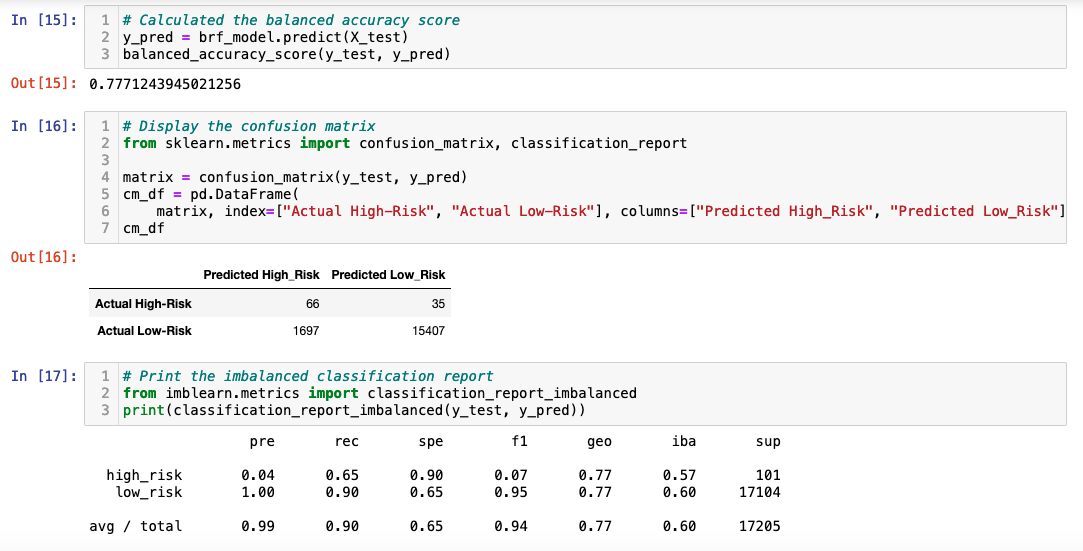 In [15]: 1 # Calculated the balanced accuracy score
2 y_pred = brf_model.predict(X_test)
3 balanced_accuracy_score(y_test, y_pred)
Out[15]: 0.7771243945021256
In [16]: 1 # Display the confusion matrix
2 from sklearn.metrics import confusion_matrix, classification_report
3
4 matrix = confusion_matrix(y_test, y_pred)
5 cm_df = pd.DataFrame(
6     matrix, index=["Actual High-Risk", "Actual Low-Risk"], columns=["Predicted High_Risk", "Predicted Low_Risk"]
7 cm_df
Out[16]:
Predicted High_Risk Predicted Low_Risk
Actual High-Risk 66 35
Actual Low-Risk 1697 15407
In [17]: 1 # Print the imbalanced classification report
2 from imblearn.metrics import classification_report_imbalanced
3 print(classification_report_imbalanced(y_test, y_pred))
pre rec spe f1 geo iba sup
high_risk 0.04 0.65 0.90 0.07 0.77 0.57 101
low_risk 1.00 0.90 0.65 0.95 0.77 0.60 17104
avg / total 0.99 0.90 0.65 0.94 0.77 0.60 17205